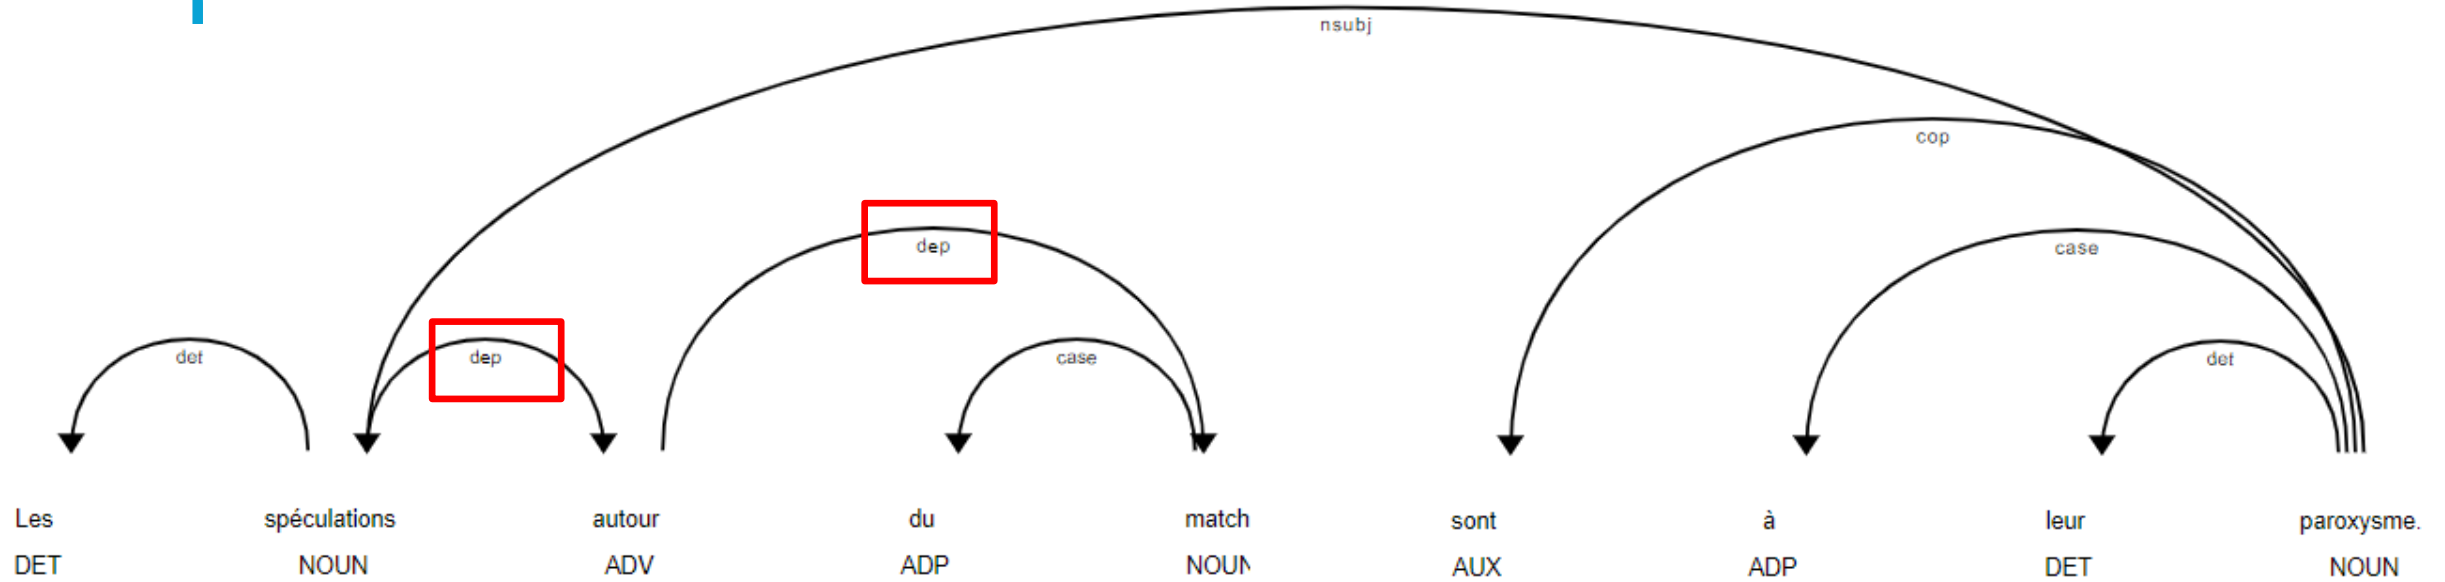 nsubj
cop
dep
case
det
dep
case
det
Les spéculations autour du match sont à leur paroxysme.
DET NOUN ADV ADP NOUN AUX ADP DET NOUN